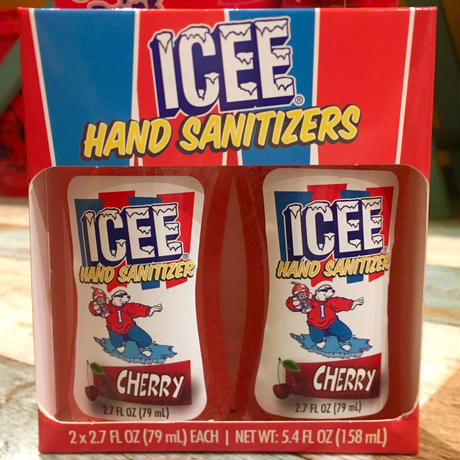 ICEE®
HAND SANITIZERS
ICEE®
HAND SANITIZER
CHERRY
2.7 FL OZ (79 mL)
ICEE®
HAND SANITIZER
CHERRY
2.7 FL OZ (79 mL)
2 x 2.7 FL OZ (79 mL) EACH | NET WT: 5.4 FL OZ (158 mL)